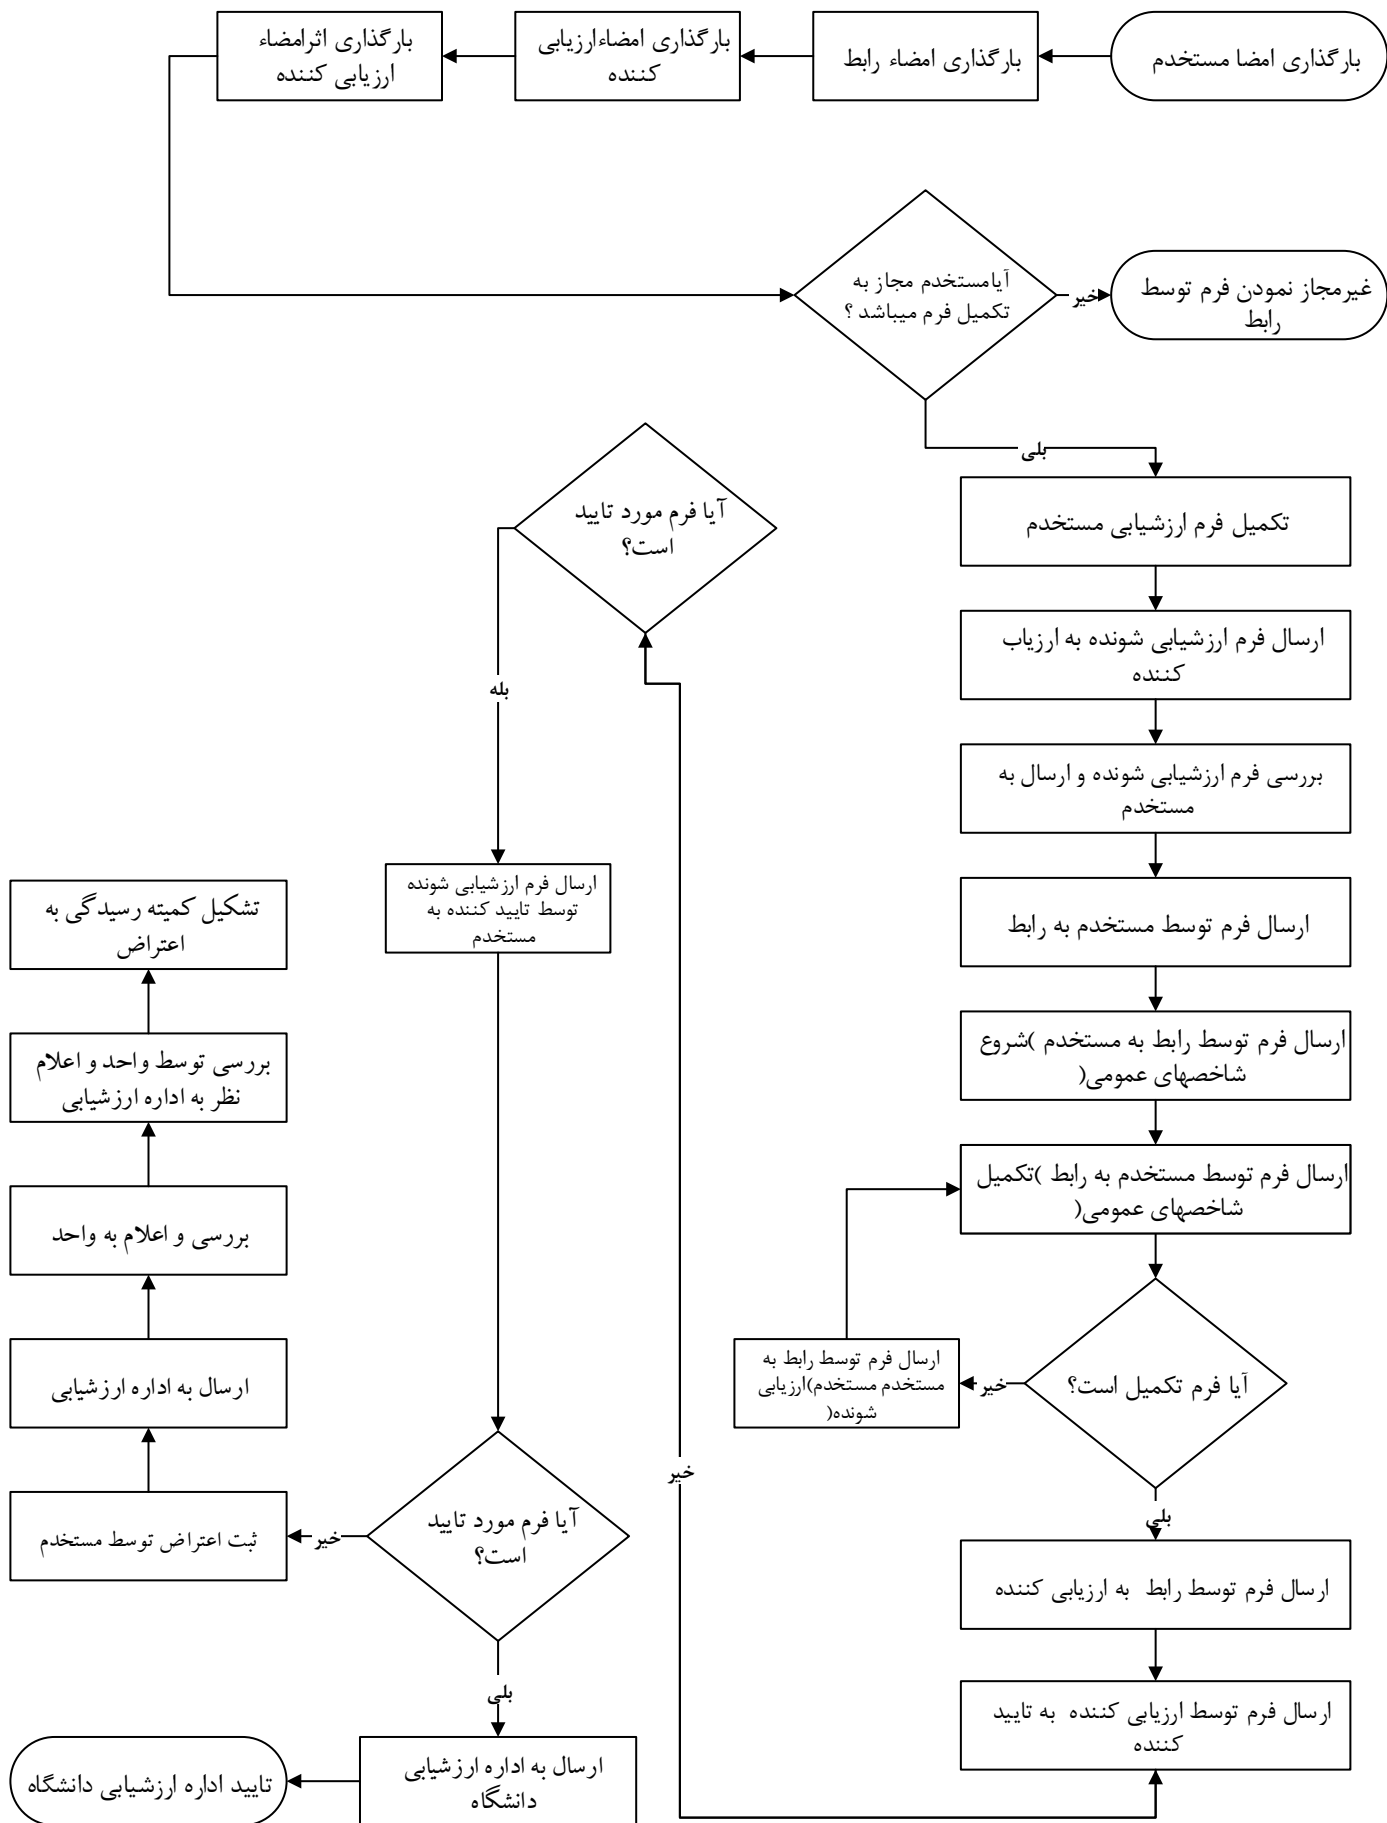 بارگذاری امضا مستخدم
بارگذاری امضاء رابط
بارگذاری امضاءارزیابی
کننده
بارگذاری اثرامضاء
ارزیابی کننده
آیامستخدم مجاز به
تکمیل فرم میباشد ؟
خیر
غیرمجاز نمودن فرم توسط
رابط
بلی
تکمیل فرم ارزشیابی مستخدم
ارسال فرم ارزشیابی شونده به ارزیاب
کننده
بررسی فرم ارزشیابی شونده و ارسال به
مستخدم
ارسال فرم توسط مستخدم به رابط
ارسال فرم توسط رابط به مستخدم )شروع
شاخصهای عمومی(
ارسال فرم توسط مستخدم به رابط )تکمیل
شاخصهای عمومی(
آیا فرم تکمیل است؟
خیر
ارسال فرم توسط رابط به
مستخدم مستخدم)ارزیابی
شونده(
بلی
ارسال فرم توسط رابط به ارزیابی کننده
ارسال فرم توسط ارزیابی کننده به تایید
کننده
خیر
آیا فرم مورد تایید
است؟
بله
ارسال فرم ارزشیابی شونده
توسط تایید کننده به
مستخدم
آیا فرم مورد تایید
است؟
خیر
ثبت اعتراض توسط مستخدم
ارسال به اداره ارزشیابی
بررسی و اعلام به واحد
بررسی توسط واحد و اعلام
نظر به اداره ارزشیابی
تشکیل کمیته رسیدگی به
اعتراض
بلی
ارسال به اداره ارزشیابی
دانشگاه
تایید اداره ارزشیابی دانشگاه